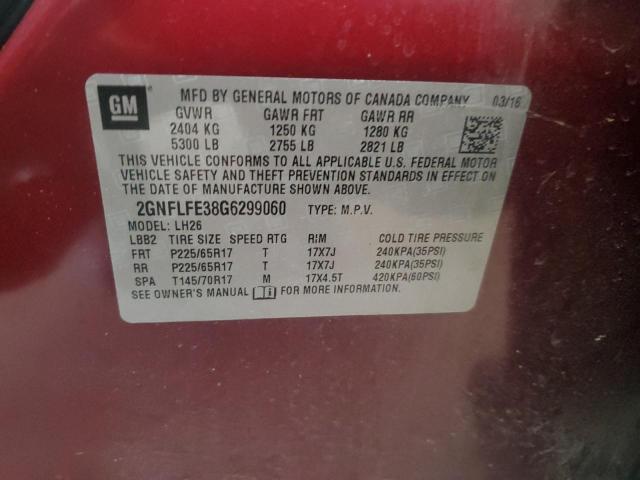 GM
MFD BY GENERAL MOTORS OF CANADA COMPANY 03/16
GVWR GAWR FRT GAWR RR
2404 KG 1250 KG 1280 KG
5300 LB 2755 LB 2821 LB
THIS VEHICLE CONFORMS TO ALL APPLICABLE U.S. FEDERAL MOTOR
VEHICLE SAFETY AND THEFT PREVENTION STANDARDS IN EFFECT ON
THE DATE OF MANUFACTURE SHOWN ABOVE.
2GNFLFE38G6299060 TYPE: M.P.V.
MODEL: LH26
LBB2 TIRE SIZE SPEED RTG RIM COLD TIRE PRESSURE
FRT P225/65R17 T 17X7J 240KPA(35PSI)
RR P225/65R17 T 17X7J 240KPA(35PSI)
SPA T145/70R17 M 17X4.5T 420KPA(60PSI)
SEE OWNER'S MANUAL FOR MORE INFORMATION.